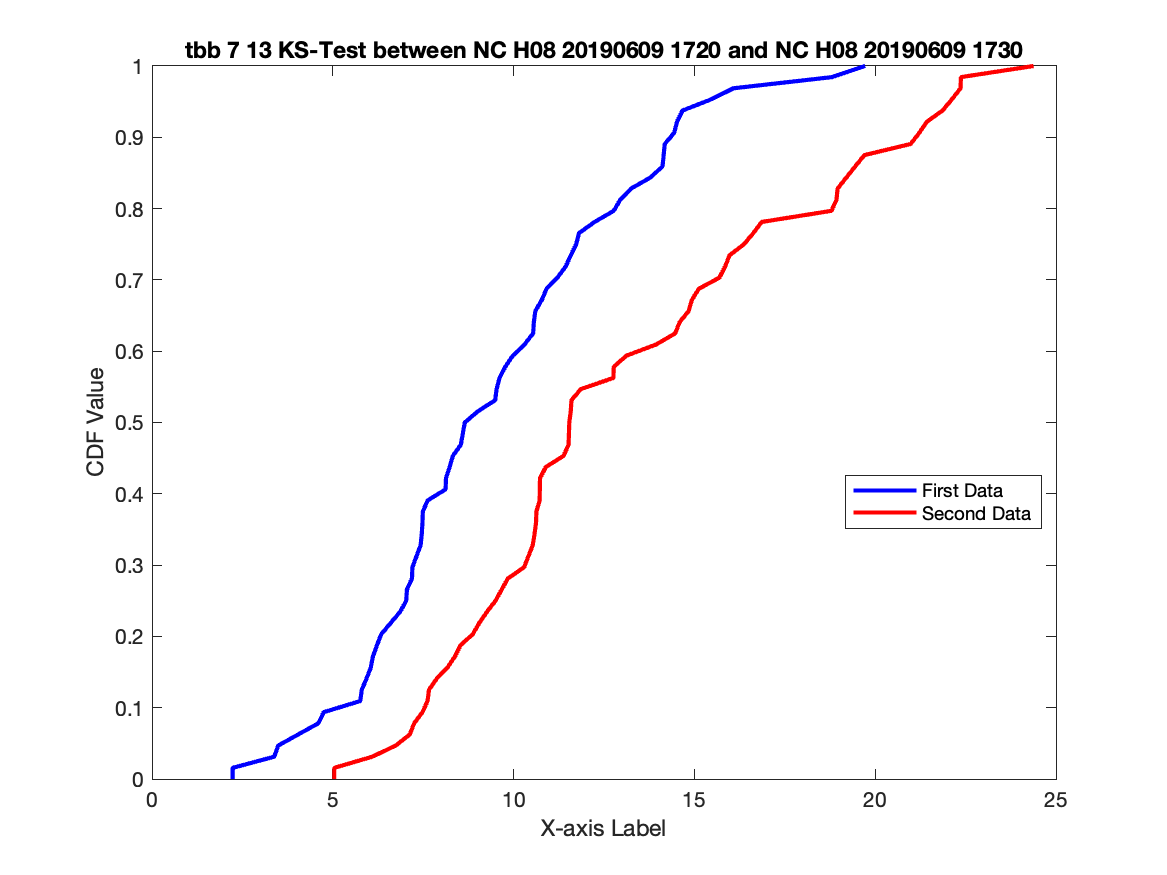 tbb 7 13 KS-Test between NC H08 20190609 1720 and NC H08 20190609 1730
1
0.9
0.8
0.7
0.6
0.5
0.4
0.3
0.2
0.1
0
CDF Value
First Data
Second Data
0 5 10 15 20 25
X-axis Label